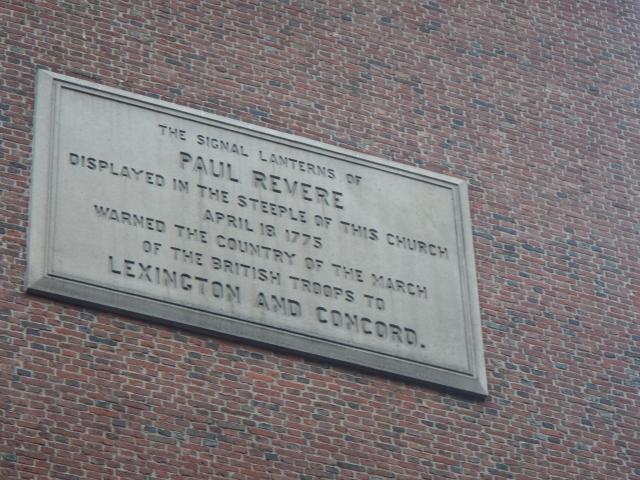 THE SIGNAL LANTERNS OF
PAUL REVERE
DISPLAYED IN THE STEEPLE OF THIS CHURCH
APRIL 18 1775
WARNED THE COUNTRY OF THE MARCH
OF THE BRITISH TROOPS TO
LEXINGTON AND CONCORD.